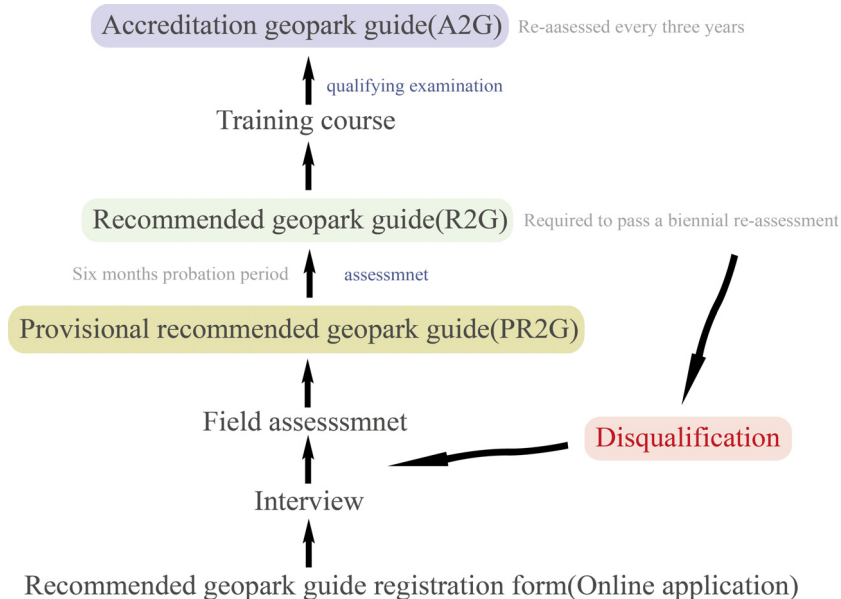 Accreditation geopark guide(A2G)
Re-aasessed every three years
qualifying examination
Training course
Recommended geopark guide(R2G)
Required to pass a biennial re-assessment
Six months probation period
assessmnet
Provisional recommended geopark guide(PR2G)
Field assesssmnet
Disqualification
Interview
Recommended geopark guide registration form(Online application)